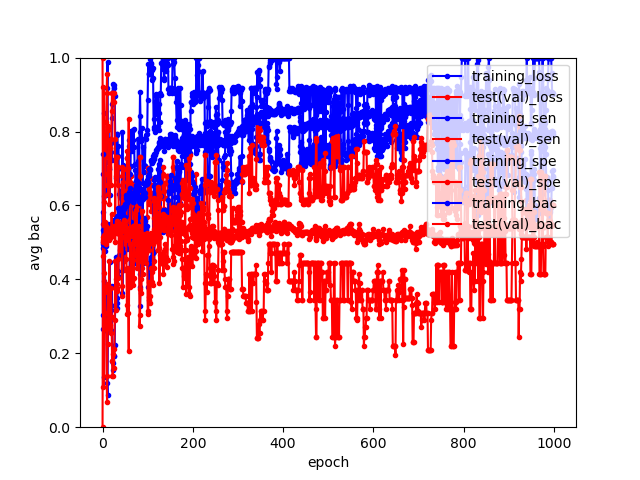 1.0
0.8
0.6
0.4
0.2
0.0
avg bac
training_loss
test(val)_loss
training_sen
test(val)_sen
training_spe
test(val)_spe
training_bac
test(val)_bac
0 200 400 600 800 1000
epoch